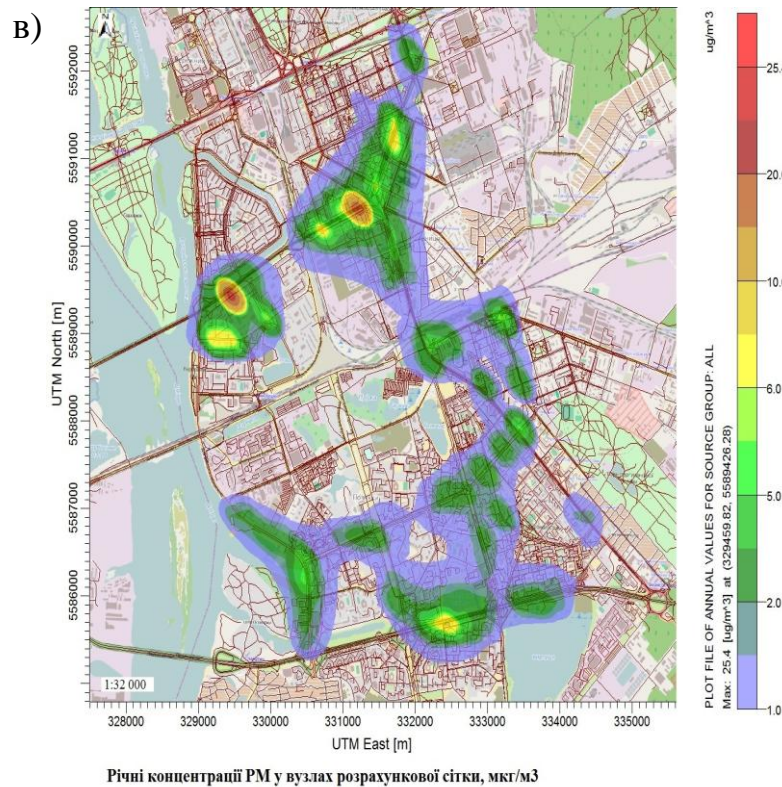 в)
N
ug/m^3
5592000
5591000
5590000
5589000
5588000
5587000
5586000
UTM North [m]
1:32 000
328000 329000 330000 331000 332000 333000 334000 335000
UTM East [m]
PLOT FILE OF ANNUAL VALUES FOR SOURCE GROUP: ALL
Max: 25.4 [ug/m^3] at (329459.82, 5589426.28)
20.0
10.0
6.0
5.0
2.0
1.0
Річні концентрації РМ у вузлах розрахункової сітки, мкг/м3